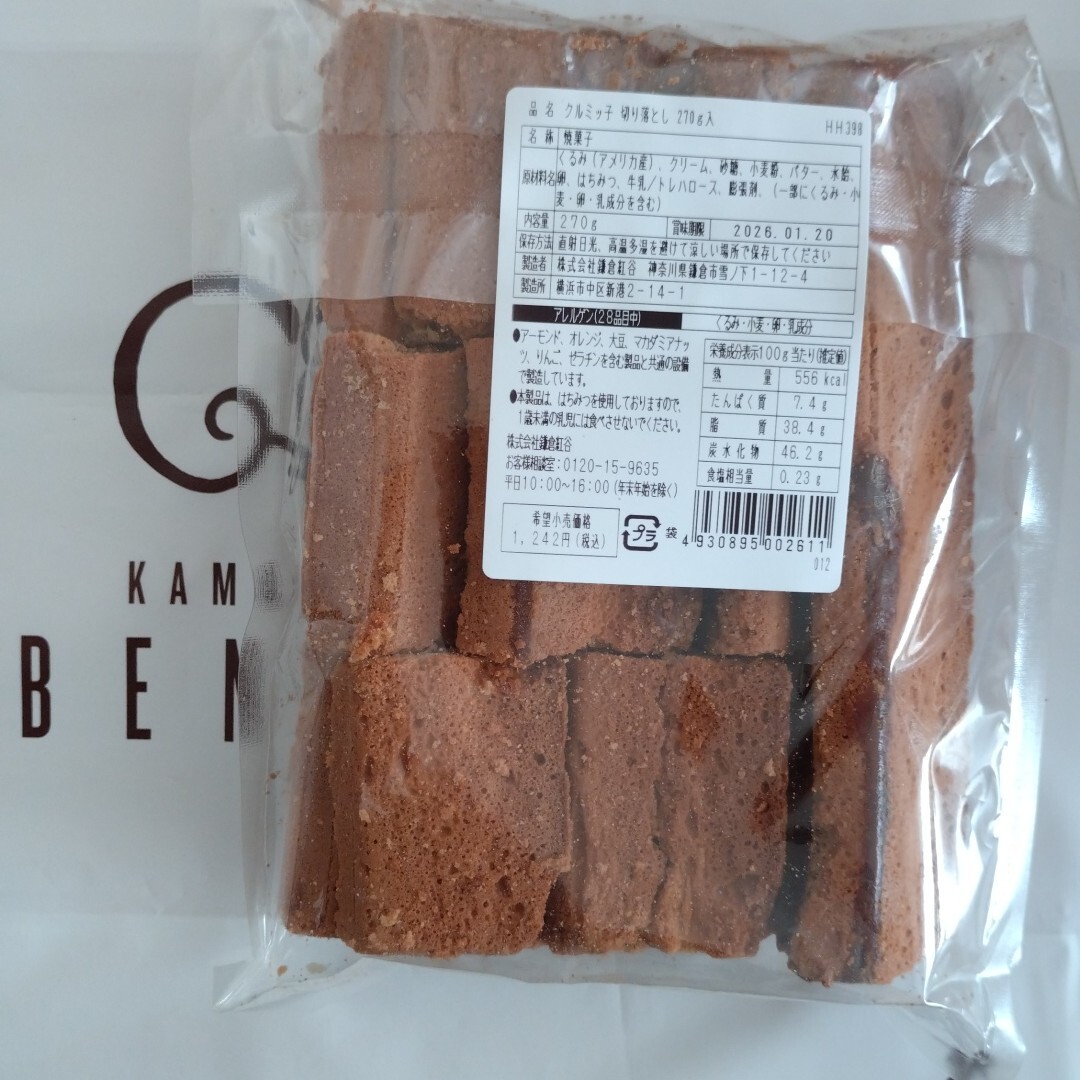 品名 クルミッ子 切り落とし 270g入
HH398
名称 焼菓子
原材料名 くるみ(アメリカ産)、クリーム、砂糖、小麦粉、バター、水飴、
卵、はちみつ、牛乳/トレハロース、膨張剤、(一部にくるみ・小
麦・卵・乳成分を含む)
内容量 270g 賞味期限 2026.01.20
保存方法 直射日光、高温多湿を避けて涼しい場所で保存してください
製造者 株式会社鎌倉紅谷 神奈川県鎌倉市雪ノ下1-12-4
製造所 横浜市中区新港2-14-1
アレルゲン(28品目中) くるみ・小麦・卵・乳成分
●アーモンド、オレンジ、大豆、マカダミアナッ
ツ、りんご、ゼラチンを含む製品と共通の設備
で製造しています。
●本製品は、はちみつを使用しておりますので、
1歳未満の乳児には食べさせないでください。
株式会社鎌倉紅谷
お客様相談室:0120-15-9635
平日10:00~16:00(年末年始を除く)
栄養成分表示100g当たり(推定値)
熱量 556kcal
たんぱく質 7.4g
脂質 38.4g
炭水化物 46.2g
食塩相当量 0.23g
希望小売価格
1,242円(税込)
プラ 袋
4 930895 002611
012
KAM
BEN